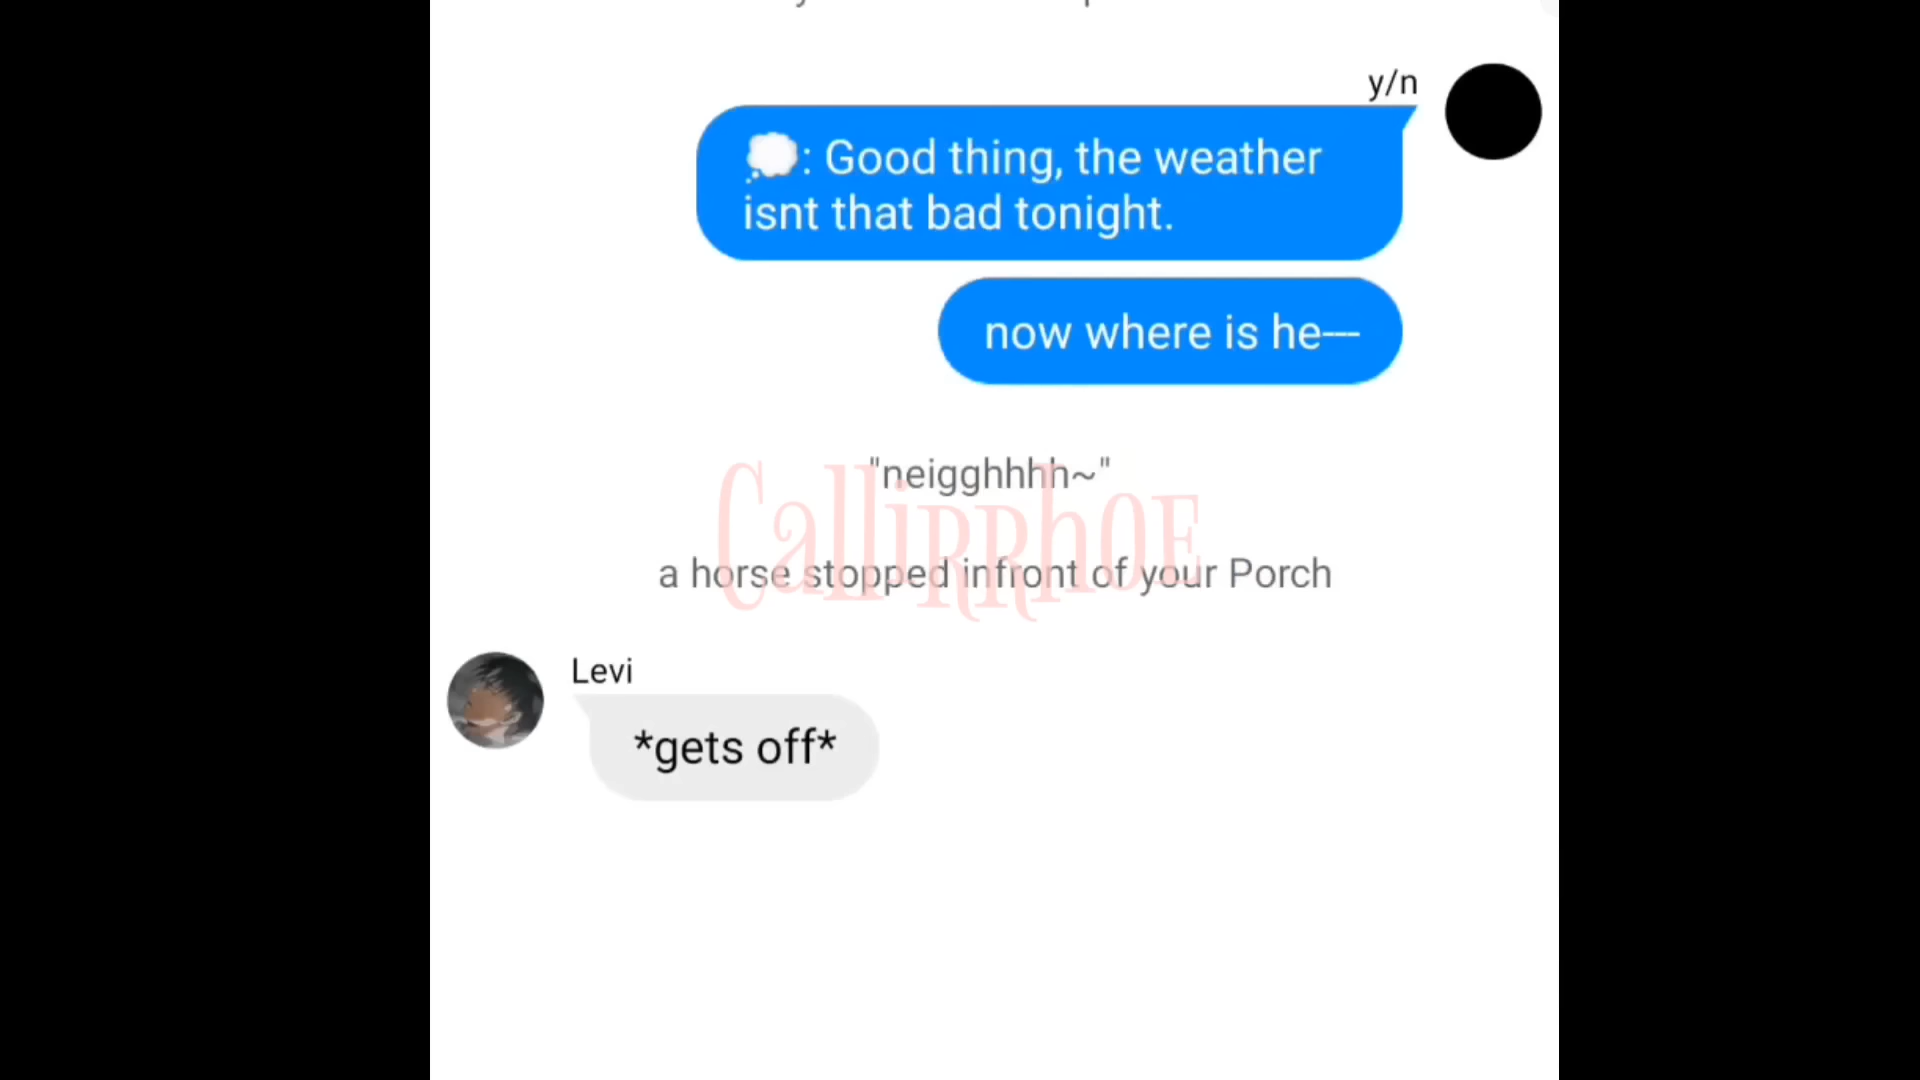 y/n
💭: Good thing, the weather
isnt that bad tonight.
now where is he---
"neigghhhh~"
CallirrhoE
a horse stopped infront of your Porch
Levi
*gets off*